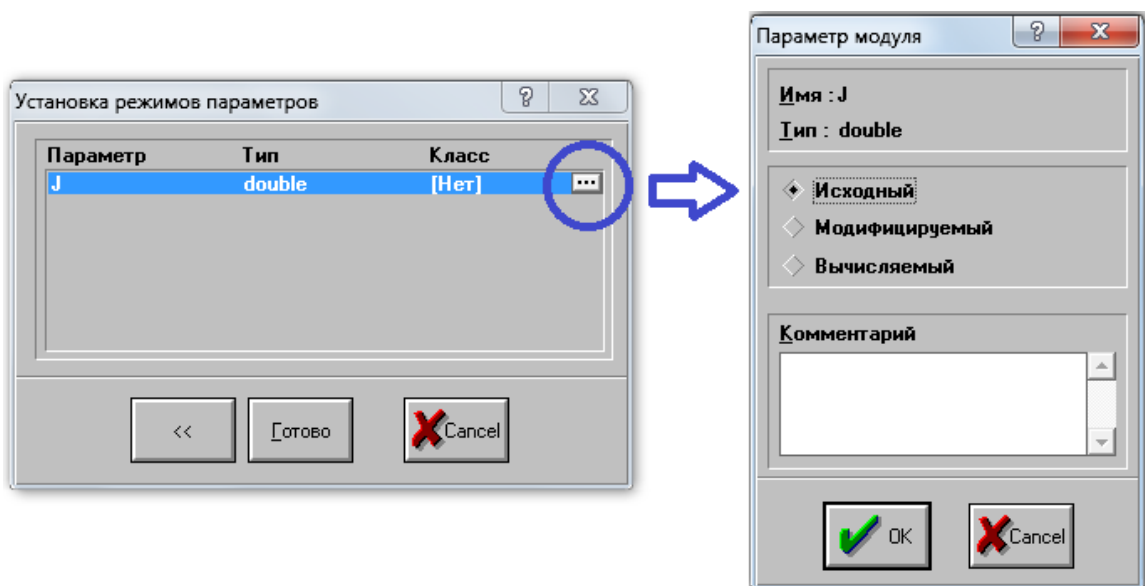 Установка режимов параметров
Параметр Тип Класс
J double [Нет] ...
<< Готово Cancel
Параметр модуля
Имя : J
Тип : double
Исходный
Модифицируемый
Вычисляемый
Комментарий
OK Cancel